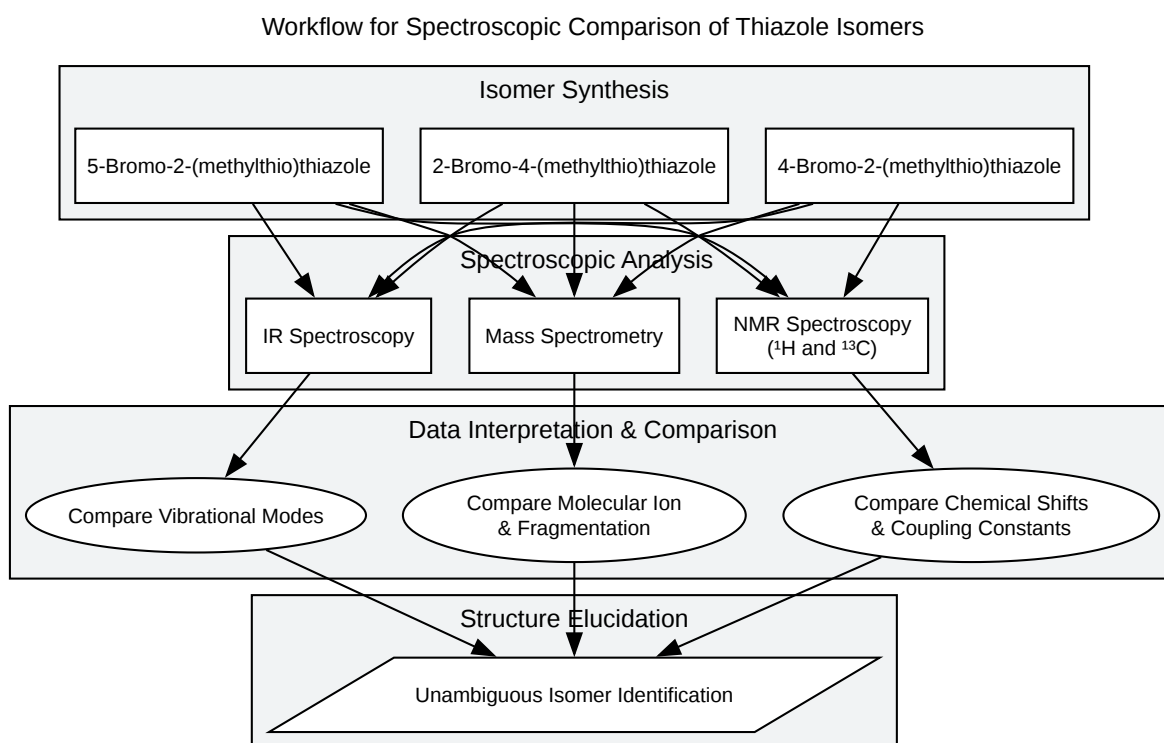 Workflow for Spectroscopic Comparison of Thiazole Isomers
Isomer Synthesis
5-Bromo-2-(methylthio)thiazole
2-Bromo-4-(methylthio)thiazole
4-Bromo-2-(methylthio)thiazole
Spectroscopic Analysis
IR Spectroscopy
Mass Spectrometry
NMR Spectroscopy
(¹H and ¹³C)
Data Interpretation & Comparison
Compare Vibrational Modes
Compare Molecular Ion
& Fragmentation
Compare Chemical Shifts
& Coupling Constants
Structure Elucidation
Unambiguous Isomer Identification